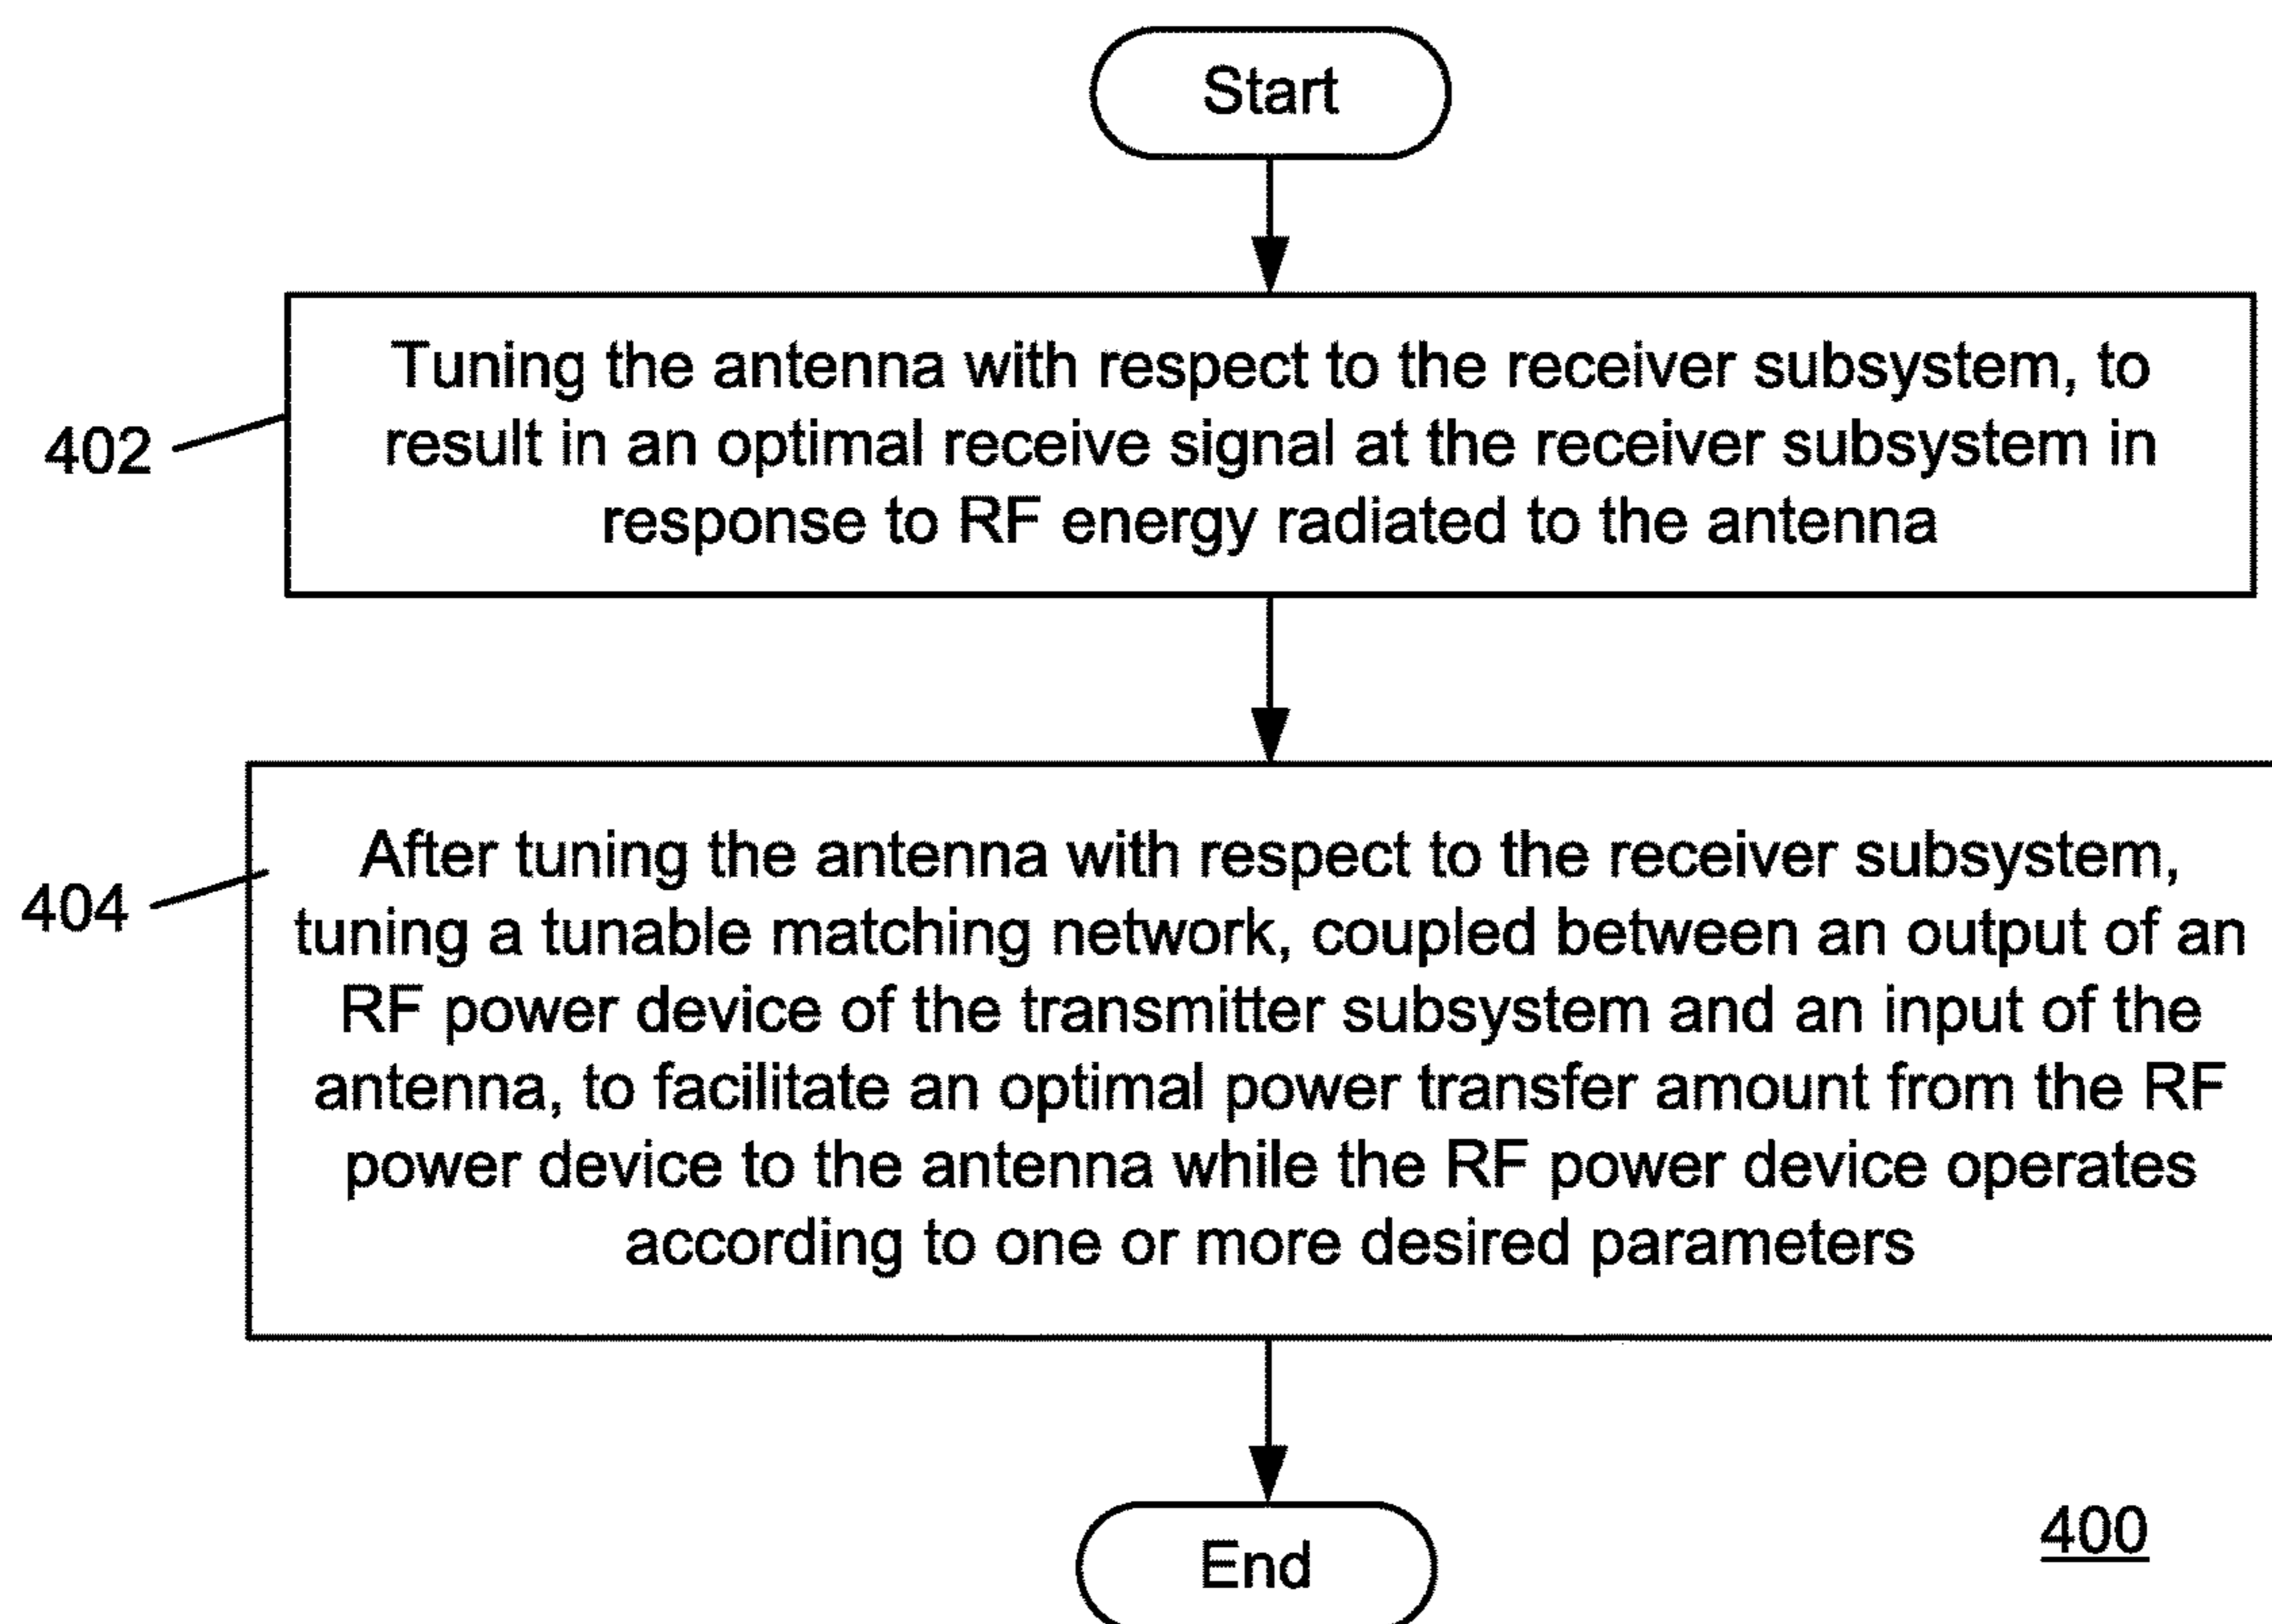 Start
Tuning the antenna with respect to the receiver subsystem, to
result in an optimal receive signal at the receiver subsystem in
response to RF energy radiated to the antenna
402
After tuning the antenna with respect to the receiver subsystem,
tuning a tunable matching network, coupled between an output of an
RF power device of the transmitter subsystem and an input of the
antenna, to facilitate an optimal power transfer amount from the RF
power device to the antenna while the RF power device operates
according to one or more desired parameters
404
End
400